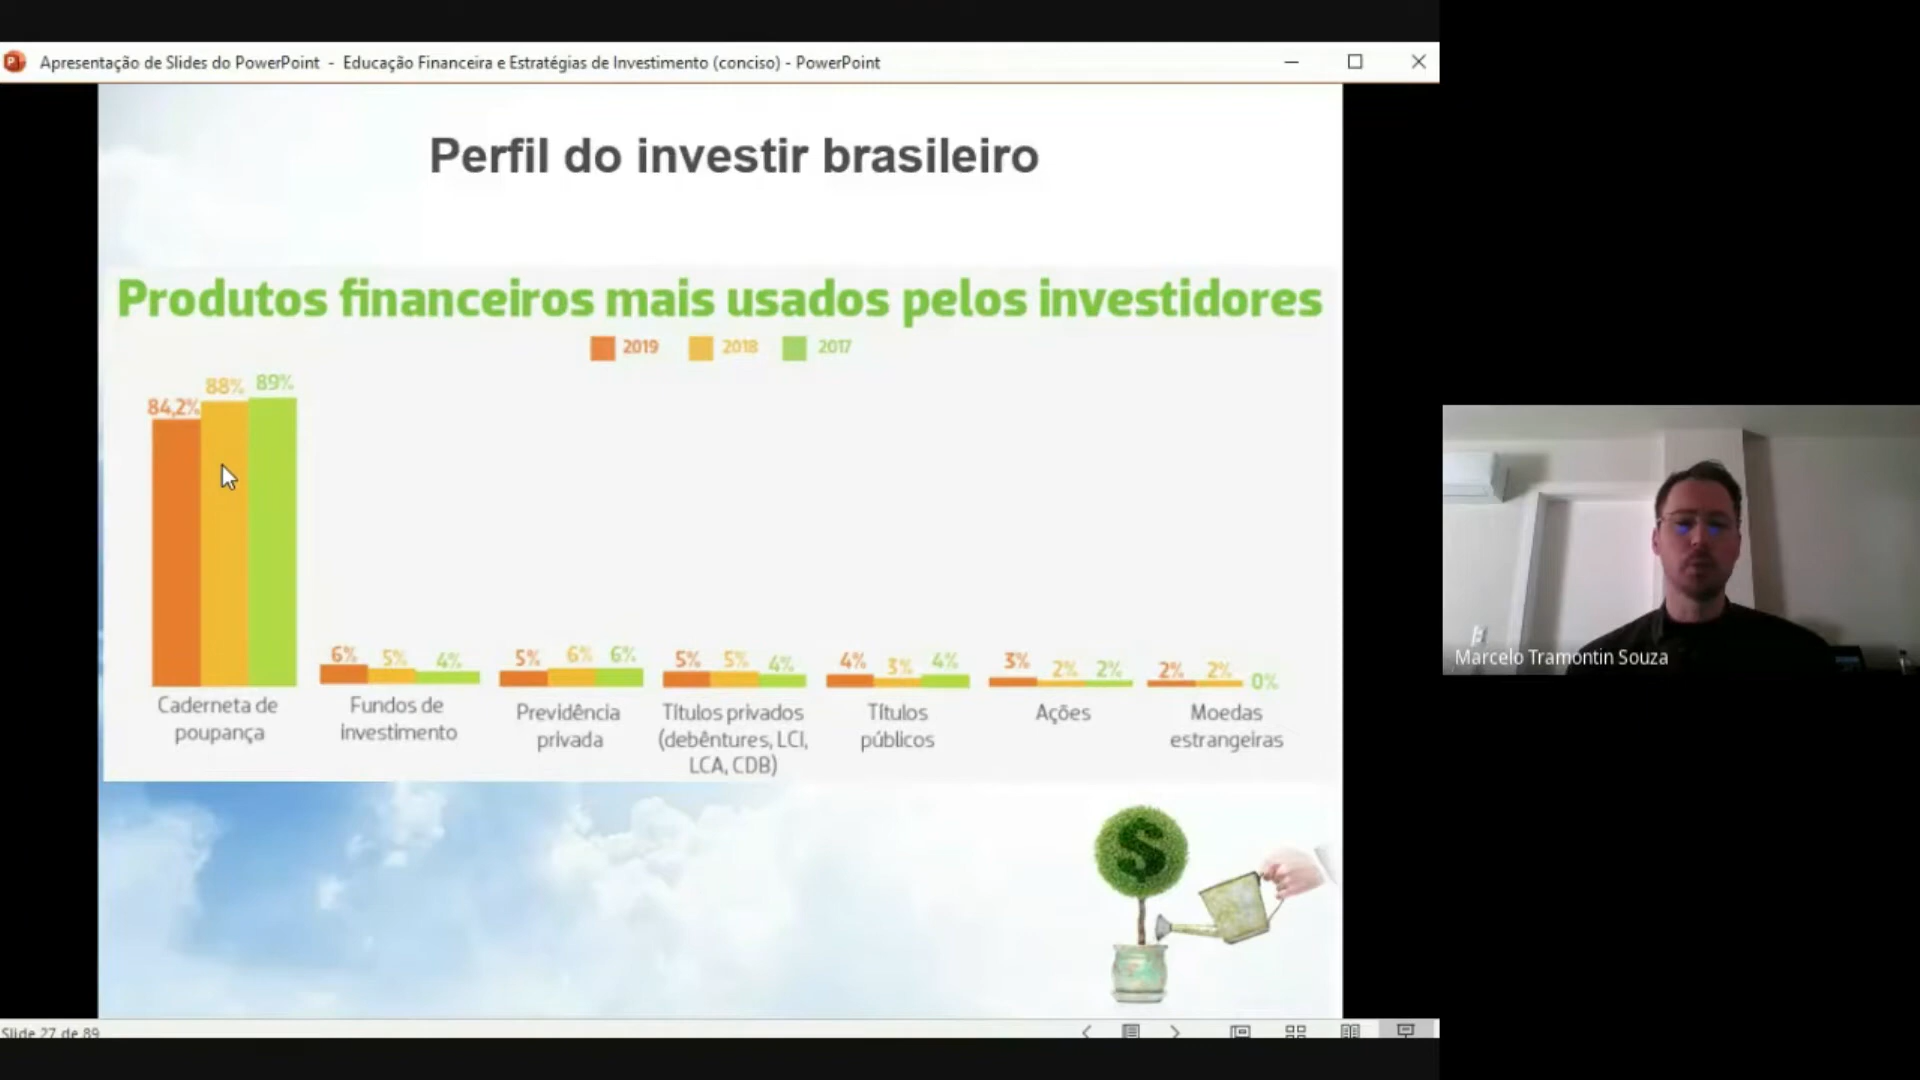 Apresentação de Slides do PowerPoint - Educação Financeira e Estratégias de Investimento (conciso) - PowerPoint
Perfil do investir brasileiro
Produtos financeiros mais usados pelos investidores
2019 2018 2017
84,2% 88% 89%
6% 5% 4%
5% 6% 6%
5% 5% 4%
4% 3% 4%
3% 2% 2%
2% 2% 0%
Caderneta de
poupança
Fundos de
investimento
Previdência
privada
Títulos privados
(debêntures, LCI,
LCA, CDB)
Títulos
públicos
Ações
Moedas
estrangeiras
$
Marcelo Tramontin Souza
Slide 27 de 89